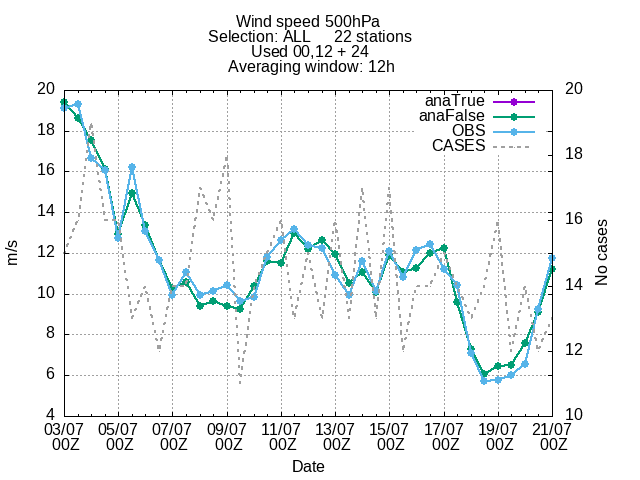 Wind speed 500hPa
Selection: ALL 22 stations
Used 00,12 + 24
Averaging window: 12h
anaTrue
anaFalse
OBS
CASES
20
18
16
14
12
10
8
6
4
m/s
20
18
16
14
12
10
No cases
03/07 05/07 07/07 09/07 11/07 13/07 15/07 17/07 19/07 21/07
00Z 00Z 00Z 00Z 00Z 00Z 00Z 00Z 00Z 00Z
Date